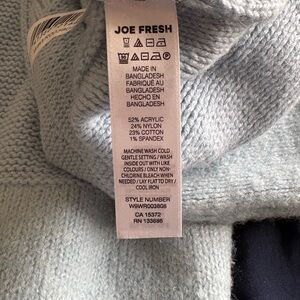 JOE FRESH
MADE IN
BANGLADESH
FABRIQUÉ AU
BANGLADESH
HECHO EN
BANGLADESH
52% ACRYLIC
24% NYLON
23% COTTON
1% SPANDEX
MACHINE WASH COLD
GENTLE SETTING / WASH
INSIDE OUT WITH LIKE
COLOURS / ONLY NON-
CHLORINE BLEACH WHEN
NEEDED / LAY FLAT TO DRY /
COOL IRON
STYLE NUMBER
CA 15372